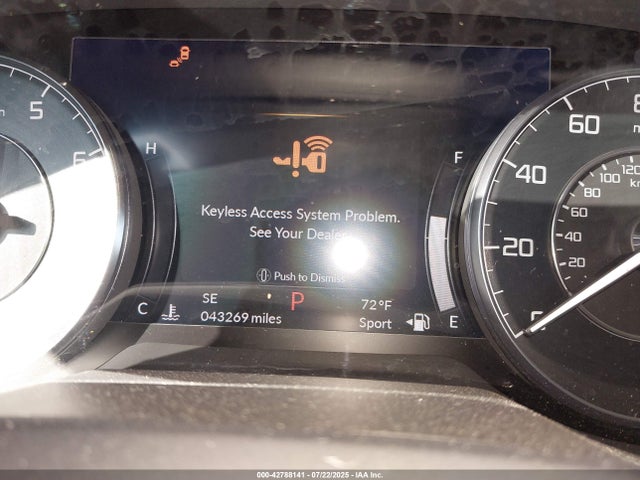 5
6
H
C
Keyless Access System Problem.
See Your Dealer
Push to Dismiss
SE
P
72°F
043269 miles
Sport
F
E
60
40
20
0
120
100
80
60
40
20
000-42788141 - 07/22/2025 - IAA Inc.